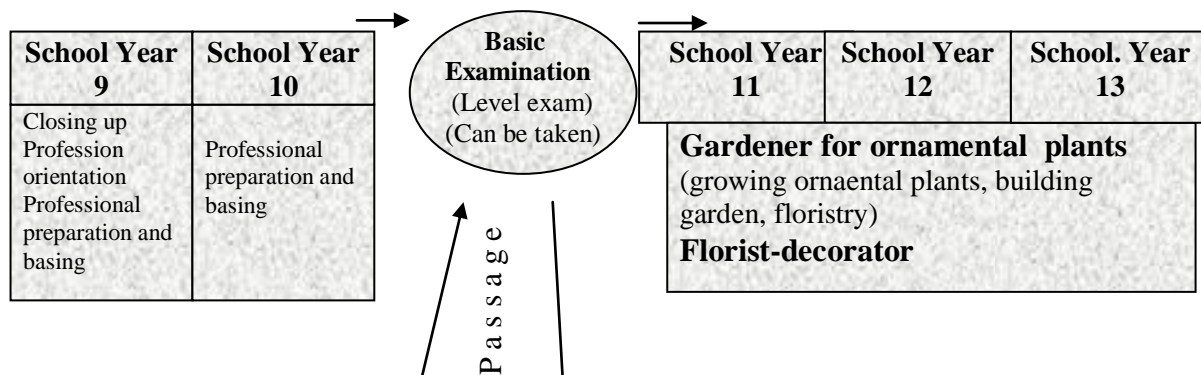 School Year
9
School Year
10
Closing up
Profession
orientation
Professional
preparation and
basing
Professional
preparation and
basing
Basic
Examination
(Level exam)
(Can be taken)
School Year
11
School Year
12
School. Year
13
Gardener for ornamental plants
(growing ornaental plants, building
garden, floristry)
Florist-decorator
Passage